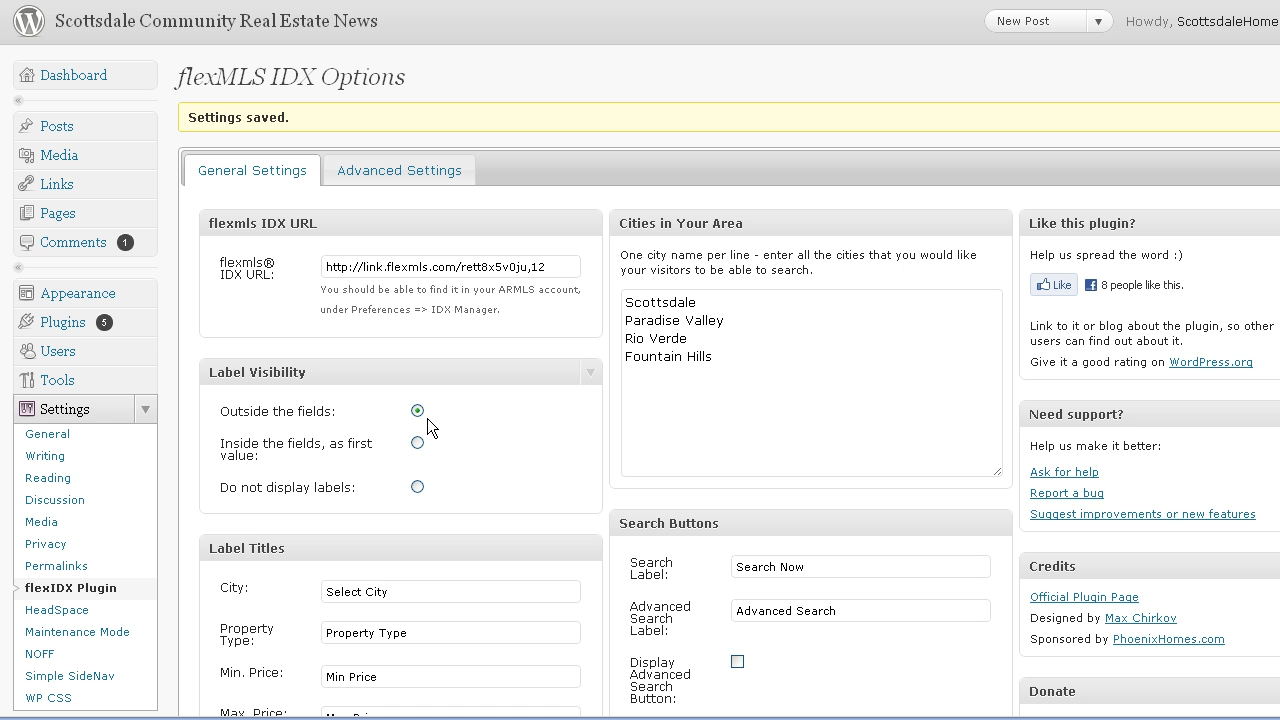 Scottsdale Community Real Estate News
New Post
Howdy, ScottsdaleHome
Dashboard
Posts
Media
Links
Pages
Comments 1
Appearance
Plugins 5
Users
Tools
Settings
General
Writing
Reading
Discussion
Media
Privacy
Permalinks
flexIDX Plugin
HeadSpace
Maintenance Mode
NOFF
Simple SideNav
WP CSS
flexMLS IDX Options
Settings saved.
General Settings
Advanced Settings
flexmls IDX URL
flexmls®
IDX URL:
http://link.flexmls.com/rett8x5v0ju,12
You should be able to find it in your ARMLS account,
under Preferences => IDX Manager.
Label Visibility
Outside the fields:
Inside the fields, as first
value:
Do not display labels:
Label Titles
City:
Select City
Property
Type:
Property Type
Min. Price:
Min Price
Max. Price:
Max Price
Cities in Your Area
One city name per line - enter all the cities that you would like
your visitors to be able to search.
Scottsdale
Paradise Valley
Rio Verde
Fountain Hills
Search Buttons
Search
Label:
Search Now
Advanced
Search
Label:
Advanced Search
Display
Advanced
Search
Button:
Like this plugin?
Help us spread the word :)
Like
8 people like this.
Link to it or blog about the plugin, so other
users can find out about it.
Give it a good rating on WordPress.org
Need support?
Help us make it better:
Ask for help
Report a bug
Suggest improvements or new features
Credits
Official Plugin Page
Designed by Max Chirkov
Sponsored by PhoenixHomes.com
Donate